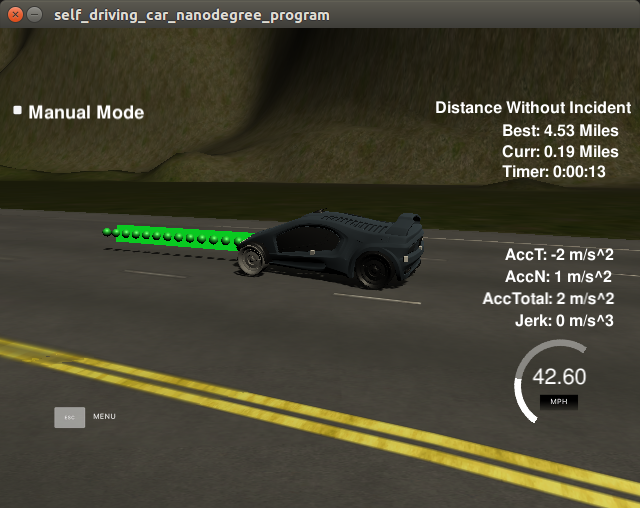 self_driving_car_nanodegree_program
Manual Mode
Distance Without Incident
Best: 4.53 Miles
Curr: 0.19 Miles
Timer: 0:00:13
AccT: -2 m/s^2
AccN: 1 m/s^2
AccTotal: 2 m/s^2
Jerk: 0 m/s^3
42.60
MPH
ESC
MENU